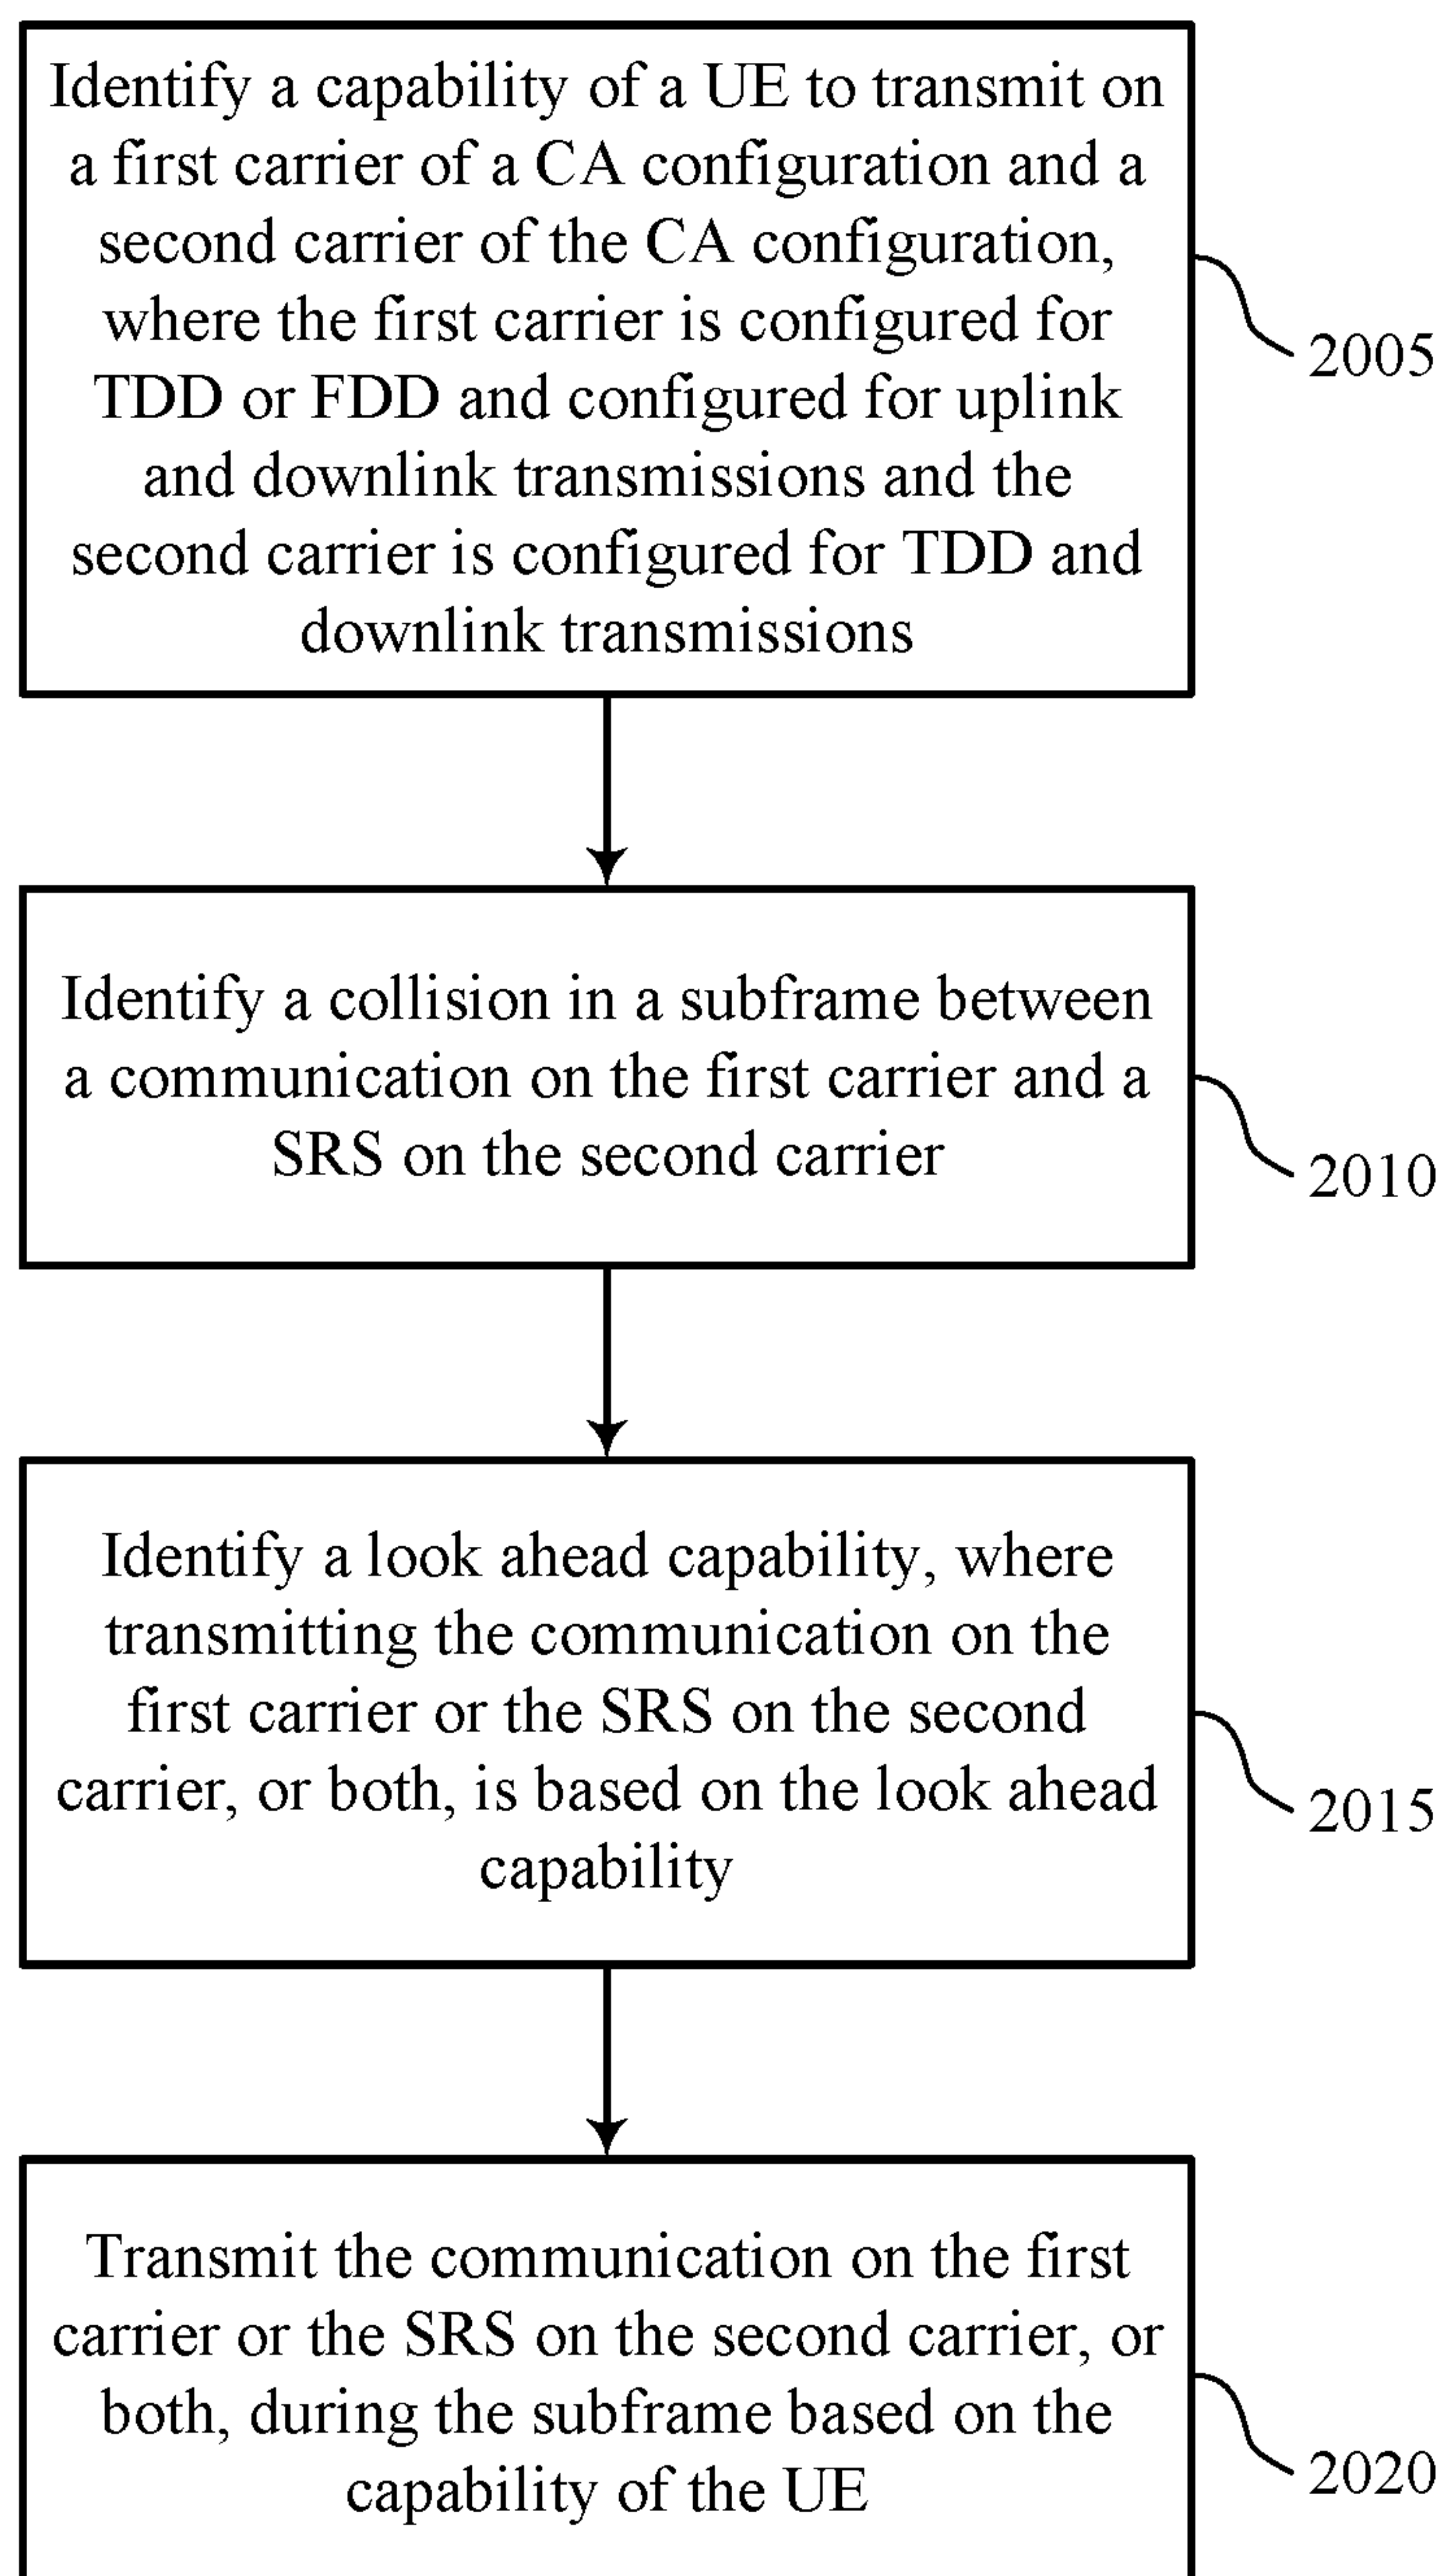 Identify a capability of a UE to transmit on
a first carrier of a CA configuration and a
second carrier of the CA configuration,
where the first carrier is configured for
TDD or FDD and configured for uplink
and downlink transmissions and the
second carrier is configured for TDD and
downlink transmissions
2005
Identify a collision in a subframe between
a communication on the first carrier and a
SRS on the second carrier
2010
Identify a look ahead capability, where
transmitting the communication on the
first carrier or the SRS on the second
carrier, or both, is based on the look ahead
capability
2015
Transmit the communication on the first
carrier or the SRS on the second carrier, or
both, during the subframe based on the
capability of the UE
2020